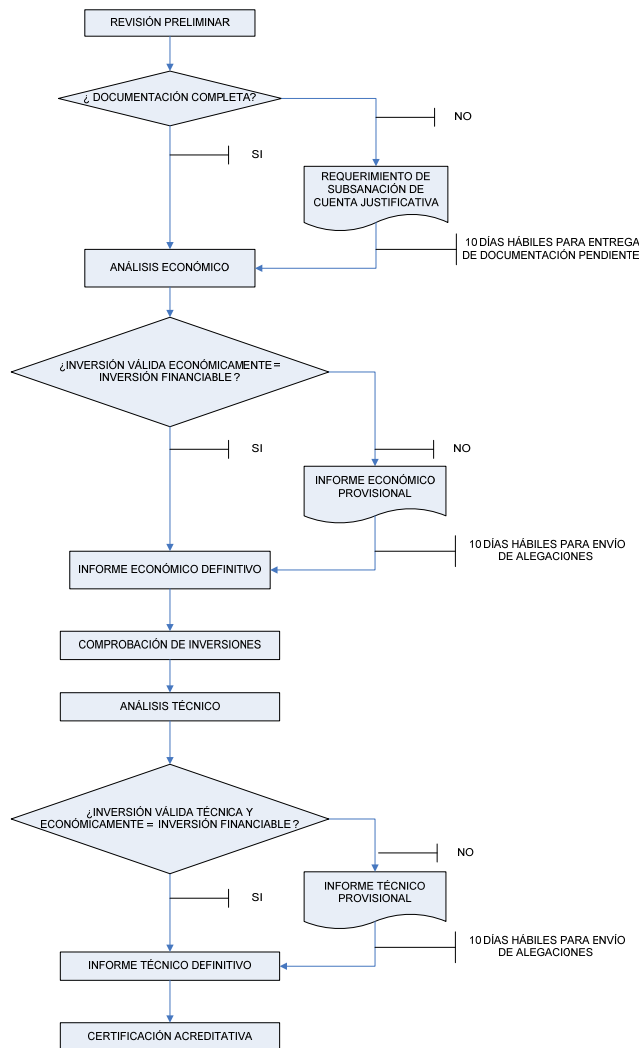 REVISIÓN PRELIMINAR
¿ DOCUMENTACIÓN COMPLETA?
NO
SI
REQUERIMIENTO DE
SUBSANACIÓN DE
CUENTA JUSTIFICATIVA
10 DÍAS HÁBILES PARA ENTREGA
DE DOCUMENTACIÓN PENDIENTE
ANÁLISIS ECONÓMICO
¿INVERSIÓN VÁLIDA ECONÓMICAMENTE =
INVERSIÓN FINANCIABLE ?
SI
NO
INFORME ECONÓMICO
PROVISIONAL
10 DÍAS HÁBILES PARA ENVÍO
DE ALEGACIONES
INFORME ECONÓMICO DEFINITIVO
COMPROBACIÓN DE INVERSIONES
ANÁLISIS TÉCNICO
¿INVERSIÓN VÁLIDA TÉCNICA Y
ECONÓMICAMENTE = INVERSIÓN FINANCIABLE ?
NO
SI
INFORME TÉCNICO
PROVISIONAL
10 DÍAS HÁBILES PARA ENVÍO
DE ALEGACIONES
INFORME TÉCNICO DEFINITIVO
CERTIFICACIÓN ACREDITATIVA